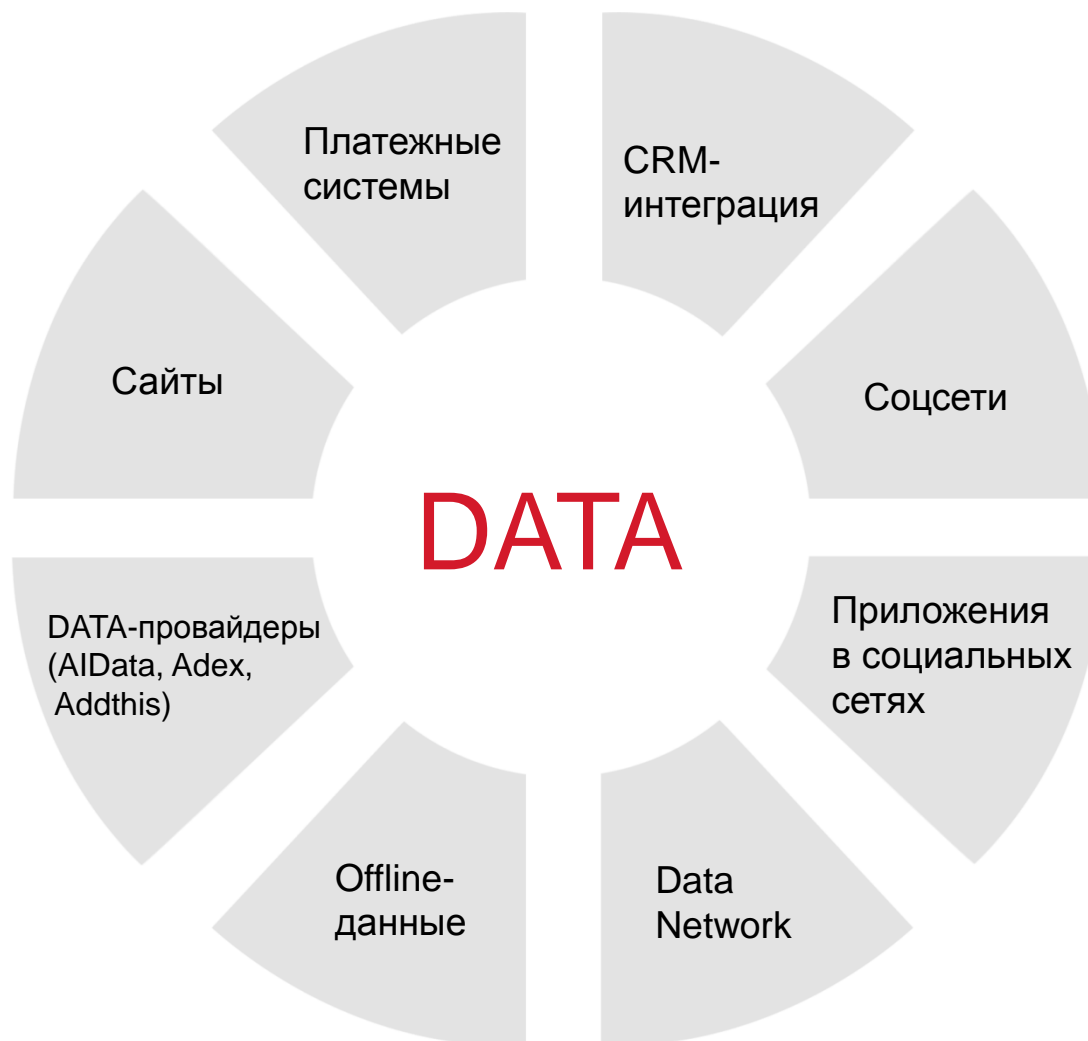 Платежные
системы
CRM-
интеграция
Сайты
Соцсети
DATA
DATA-провайдеры
(AIData, Adex,
Addthis)
Приложения
в социальных
сетях
Offline-
данные
Data
Network